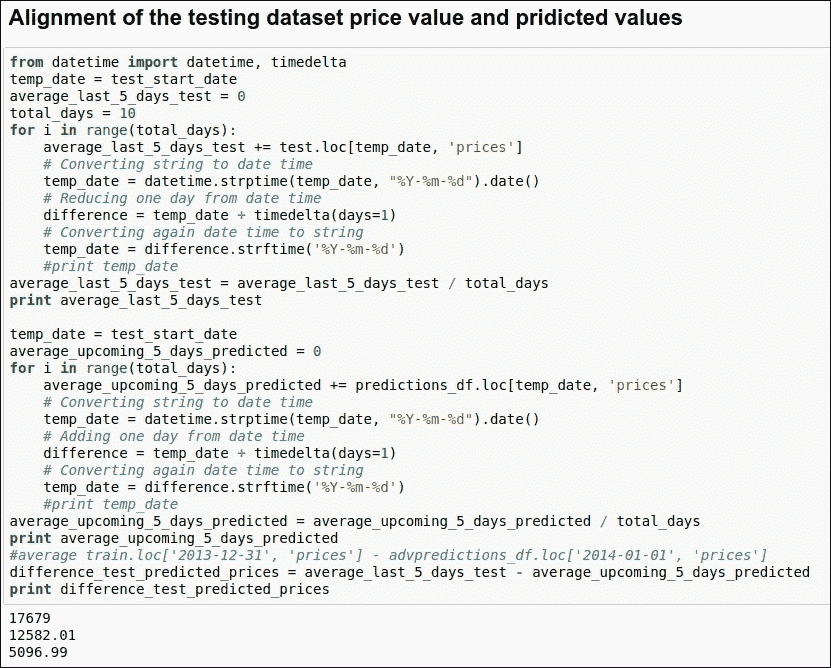 Alignment of the testing dataset price value and pridicted values
from datetime import datetime, timedelta
temp_date = test_start_date
average_last_5_days_test = 0
total_days = 10
for i in range(total_days):
    average_last_5_days_test += test.loc[temp_date, 'prices']
    # Converting string to date time
    temp_date = datetime.strptime(temp_date, "%Y-%m-%d").date()
    # Reducing one day from date time
    difference = temp_date + timedelta(days=1)
    # Converting again date time to string
    temp_date = difference.strftime('%Y-%m-%d')
    #print temp_date
average_last_5_days_test = average_last_5_days_test / total_days
print average_last_5_days_test

temp_date = test_start_date
average_upcoming_5_days_predicted = 0
for i in range(total_days):
    average_upcoming_5_days_predicted += predictions_df.loc[temp_date, 'prices']
    # Converting string to date time
    temp_date = datetime.strptime(temp_date, "%Y-%m-%d").date()
    # Adding one day from date time
    difference = temp_date + timedelta(days=1)
    # Converting again date time to string
    temp_date = difference.strftime('%Y-%m-%d')
    #print temp_date
average_upcoming_5_days_predicted = average_upcoming_5_days_predicted / total_days
print average_upcoming_5_days_predicted
#average train.loc['2013-12-31', 'prices'] - advpredictions_df.loc['2014-01-01', 'prices']
difference_test_predicted_prices = average_last_5_days_test - average_upcoming_5_days_predicted
print difference_test_predicted_prices
17679
12582.01
5096.99